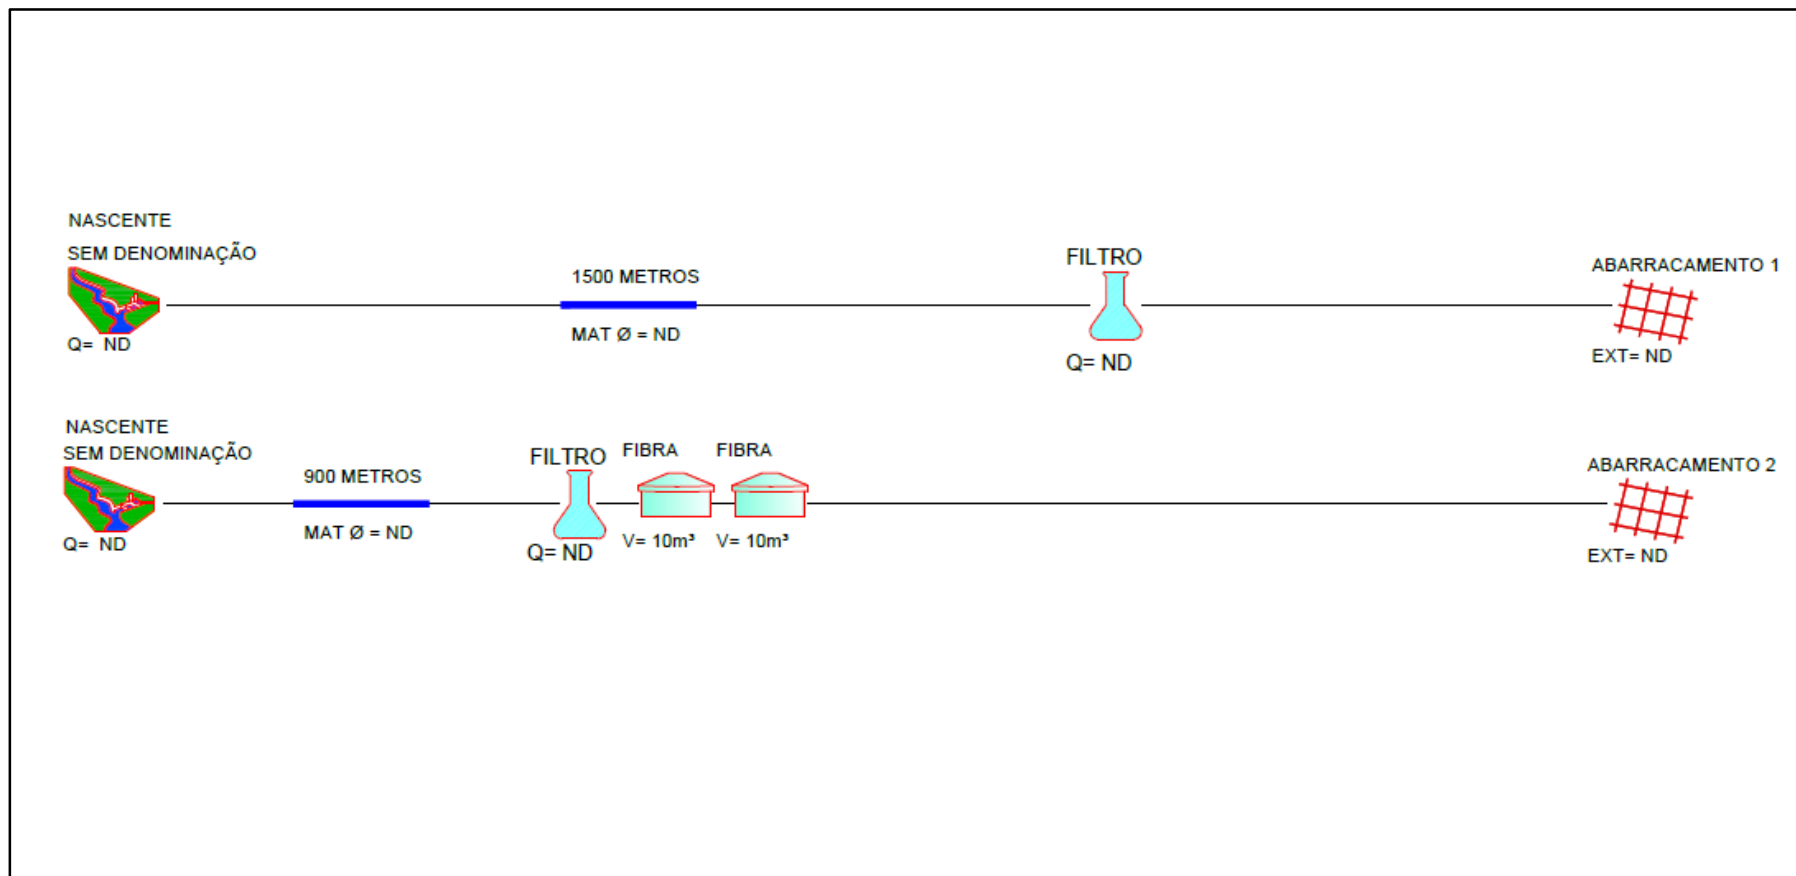 NASCENTE
SEM DENOMINAÇÃO
Q= ND
1500 METROS
MAT Ø = ND
FILTRO
Q= ND
ABARRACAMENTO 1
EXT= ND
NASCENTE
SEM DENOMINAÇÃO
Q= ND
900 METROS
MAT Ø = ND
FILTRO
Q= ND
FIBRA
V= 10m³
FIBRA
V= 10m³
ABARRACAMENTO 2
EXT= ND